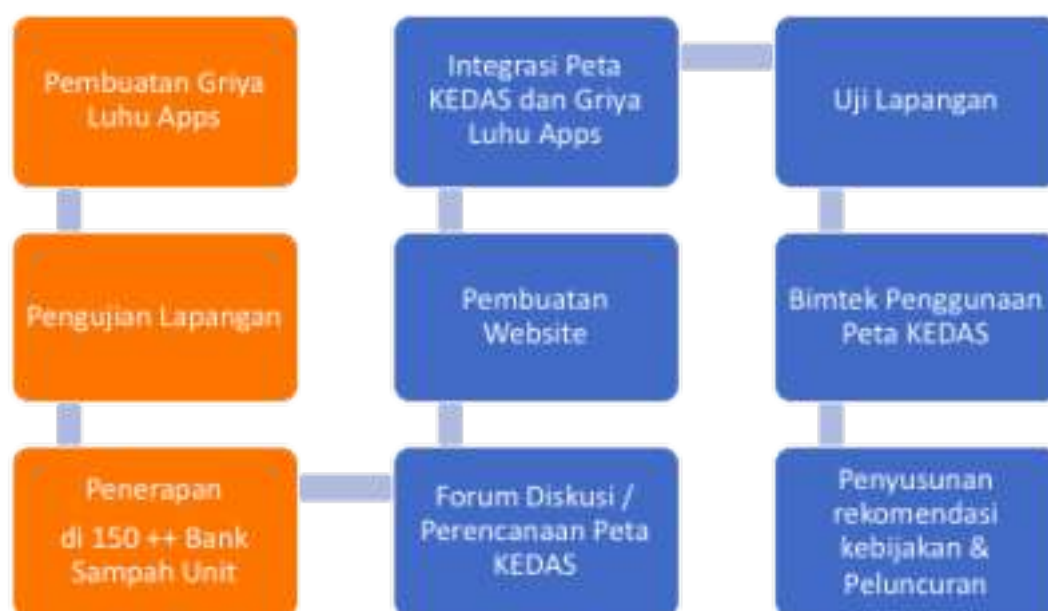 Pembuatan Griya
Luhu Apps
Pengujian Lapangan
Penerapan
di 150 ++ Bank
Sampah Unit
Forum Diskusi /
Perencanaan Peta
KEDAS
Pembuatan
Website
Integrasi Peta
KEDAS dan Griya
Luhu Apps
Uji Lapangan
Bimtek Penggunaan
Peta KEDAS
Penyusunan
rekomendasi
kebijakan &
Peluncuran